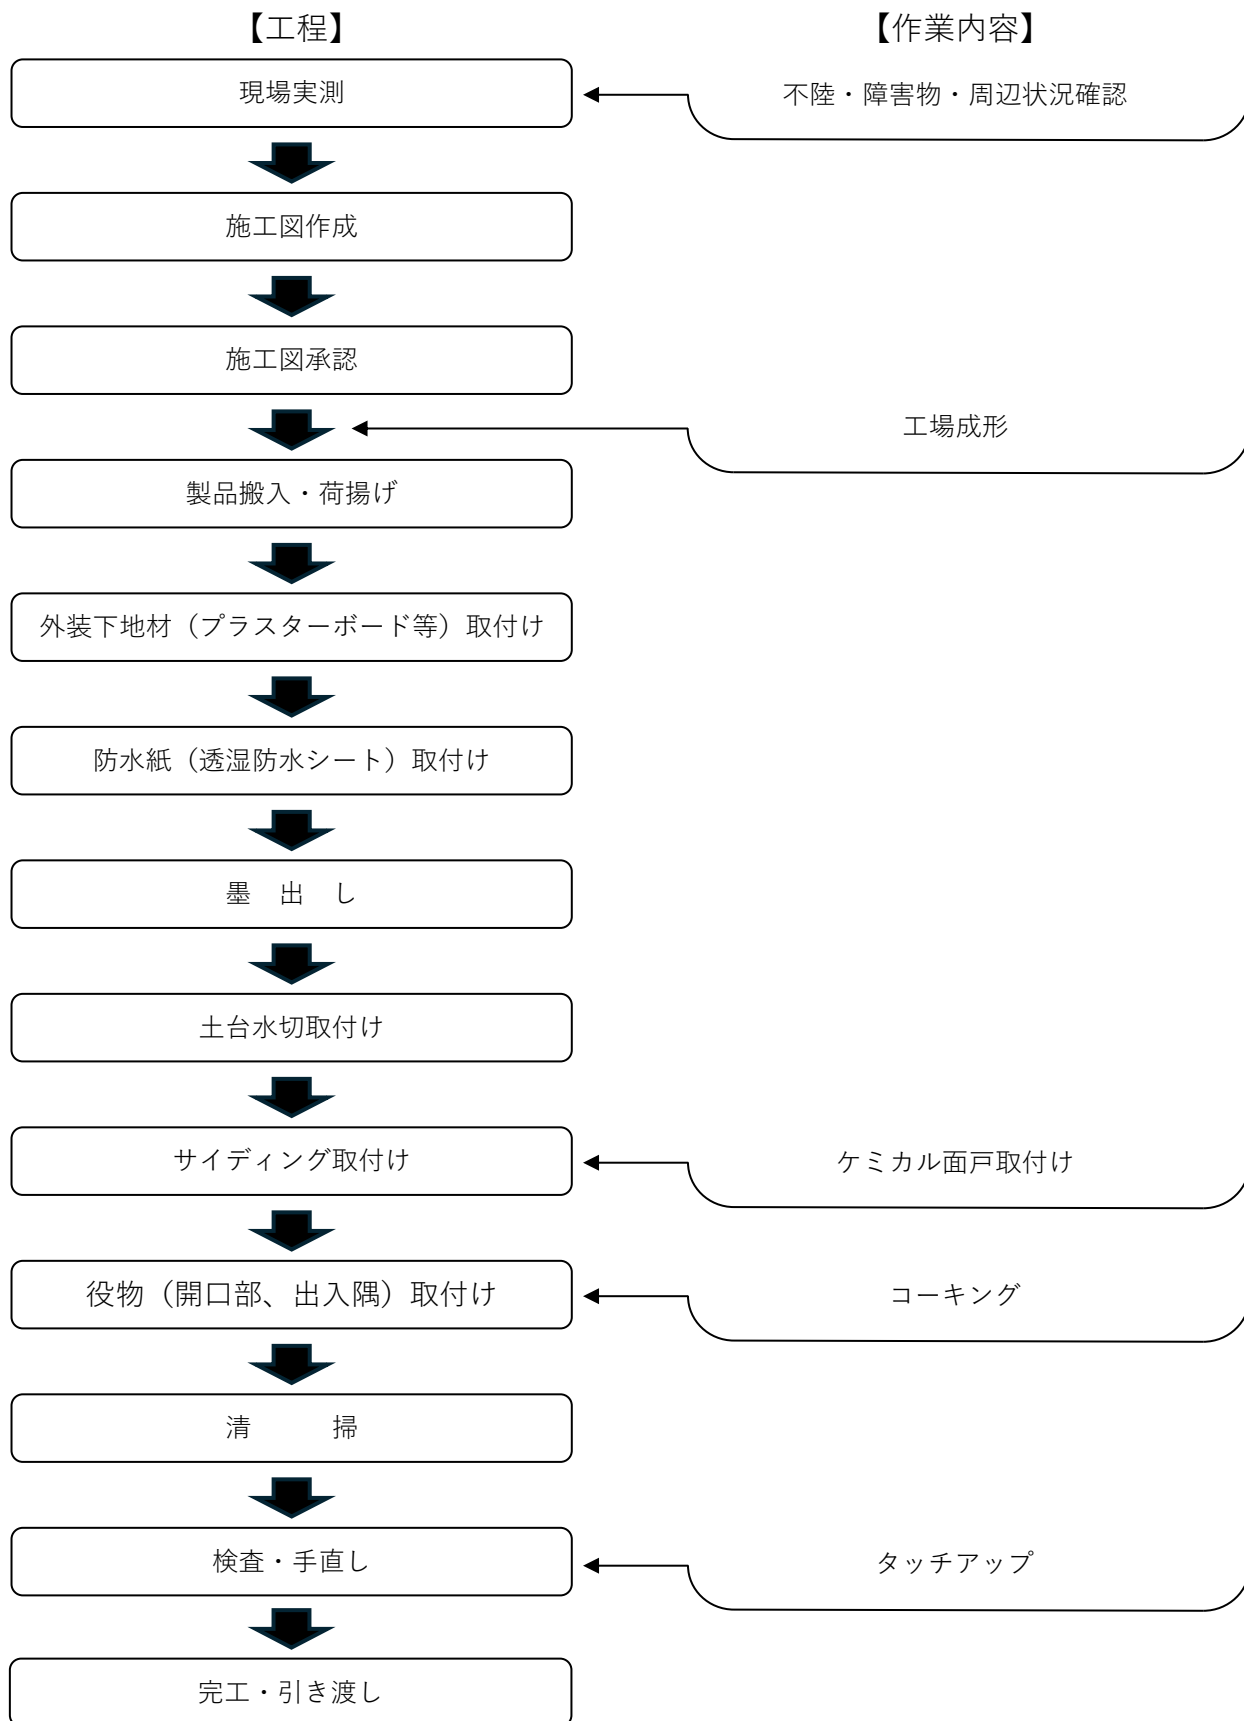 【工程】 【作業内容】
現場実測 不陸・障害物・周辺状況確認
施工図作成
施工図承認
工場成形
製品搬入・荷揚げ
外装下地材（プラスターボード等）取付け
防水紙（透湿防水シート）取付け
墨　出　し
土台水切取付け
サイディング取付け ケミカル面戸取付け
役物（開口部、出入隅）取付け コーキング
清　　　掃
検査・手直し タッチアップ
完工・引き渡し